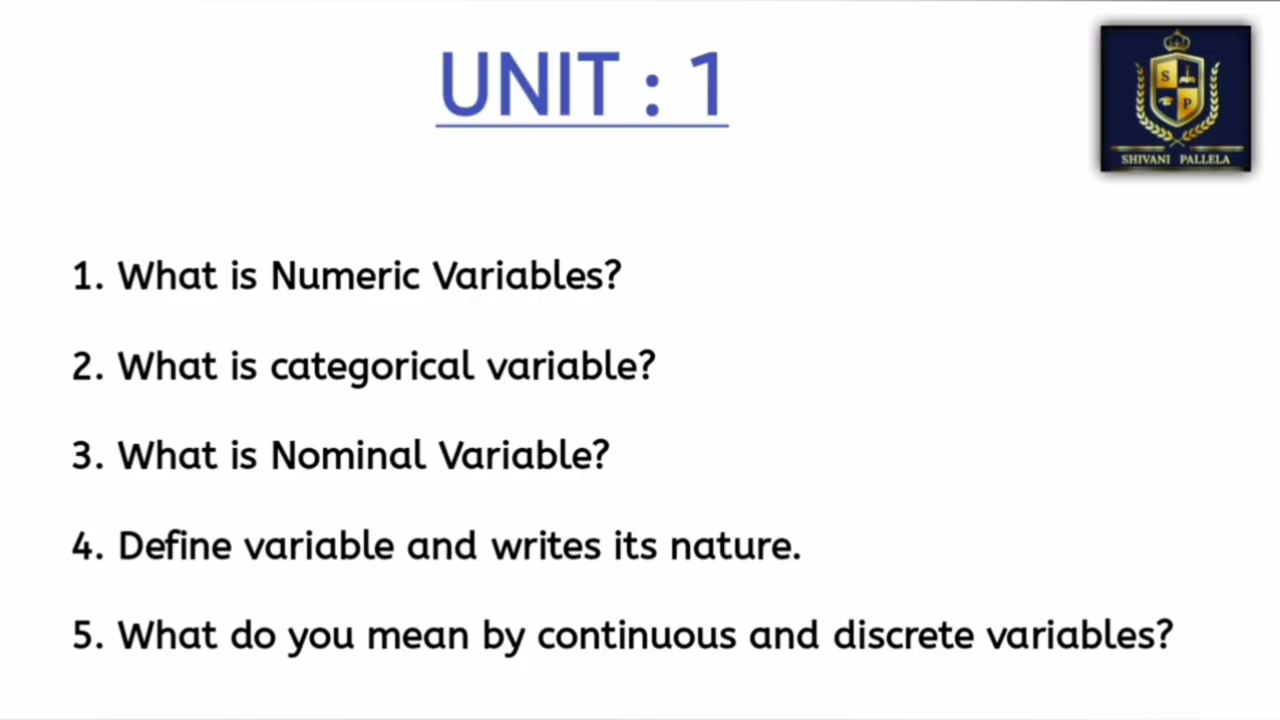 UNIT : 1
S
P
SHIVANI PALLELA
1. What is Numeric Variables?
2. What is categorical variable?
3. What is Nominal Variable?
4. Define variable and writes its nature.
5. What do you mean by continuous and discrete variables?